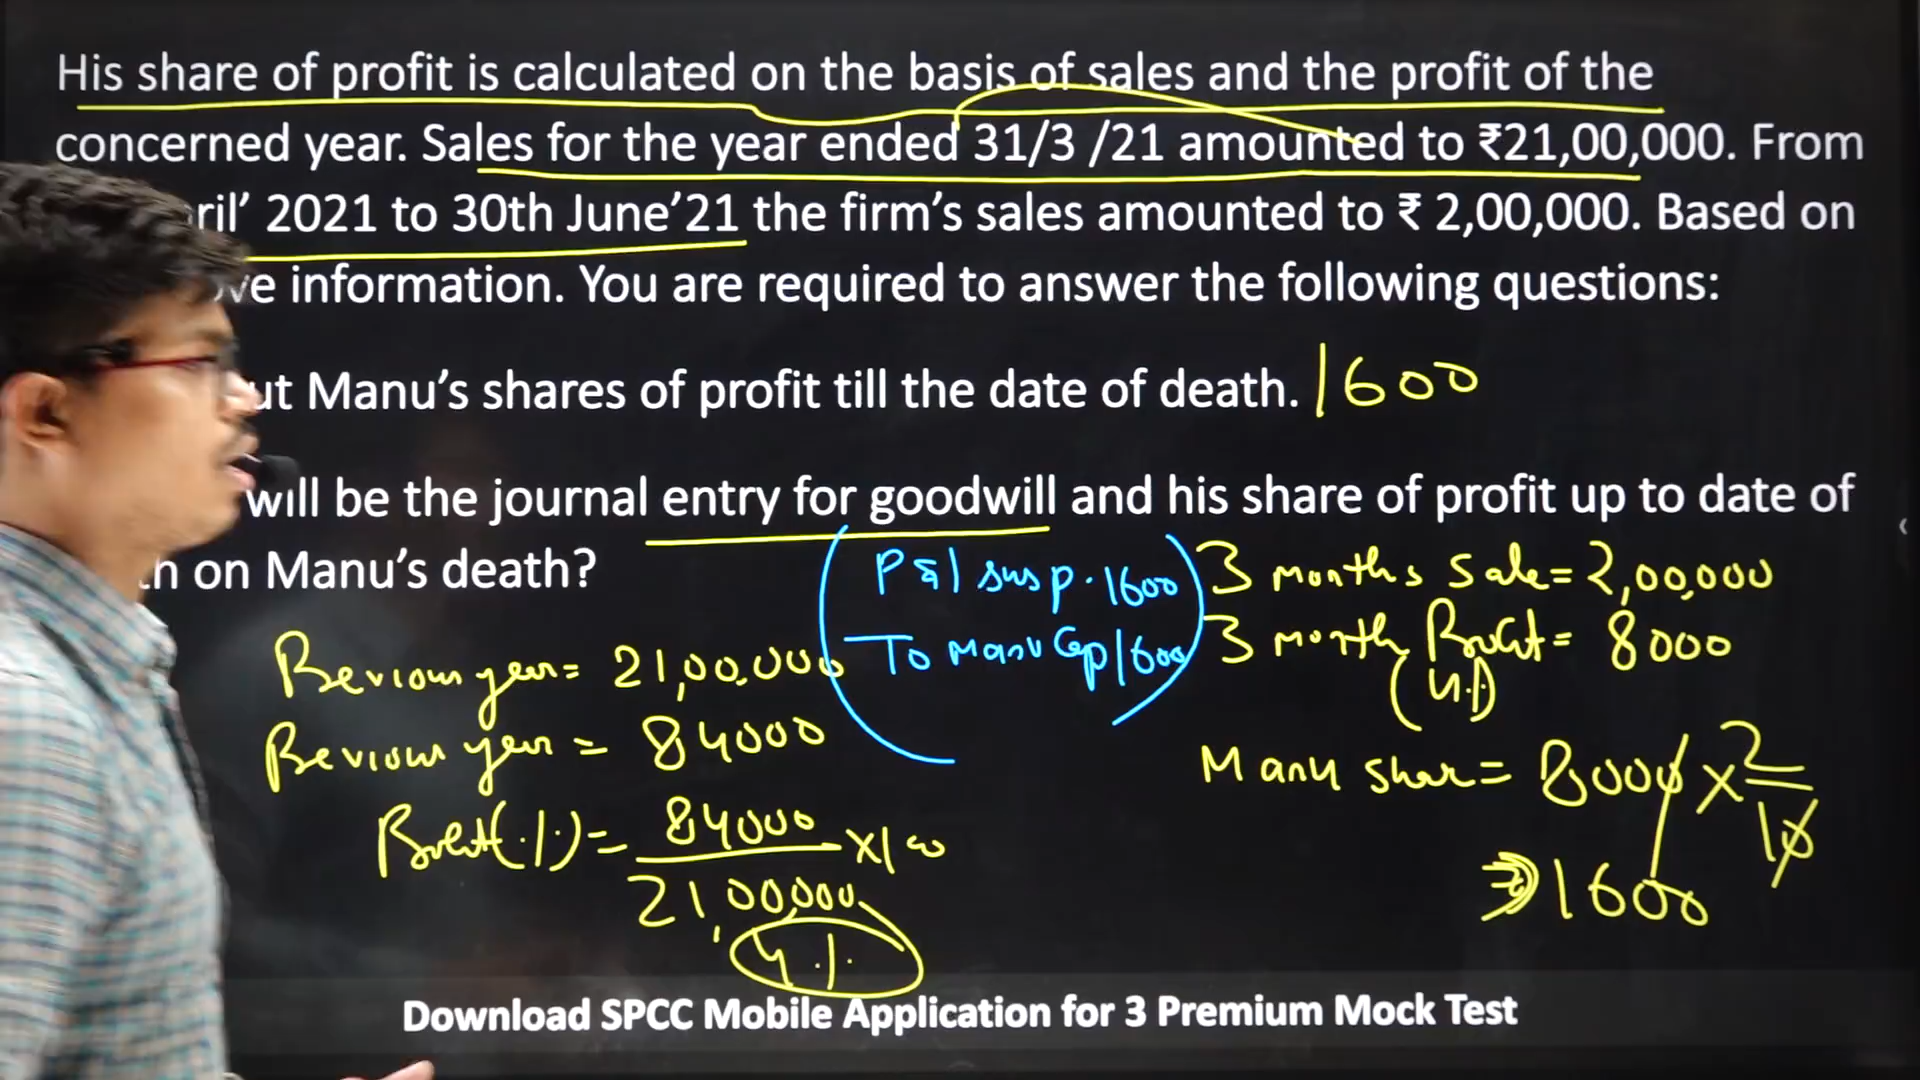 His share of profit is calculated on the basis of sales and the profit of the
concerned year. Sales for the year ended 31/3 /21 amounted to ₹21,00,000. From
ril' 2021 to 30th June'21 the firm's sales amounted to ₹ 2,00,000. Based on
ve information. You are required to answer the following questions:
ut Manu's shares of profit till the date of death. 1600
will be the journal entry for goodwill and his share of profit up to date of
h on Manu's death?
P&l susp. 1600
To Manu Cap 1600
3 months Sale = 2,00,000
3 month Profit = 8000
(4%)
Previous year = 21,00,000
Previous year = 84000
Profit (%) = 84000 / 21,00,000 x 100
4%
Manu Share = 8000 x 2/10
⇒ 1600
Download SPCC Mobile Application for 3 Premium Mock Test